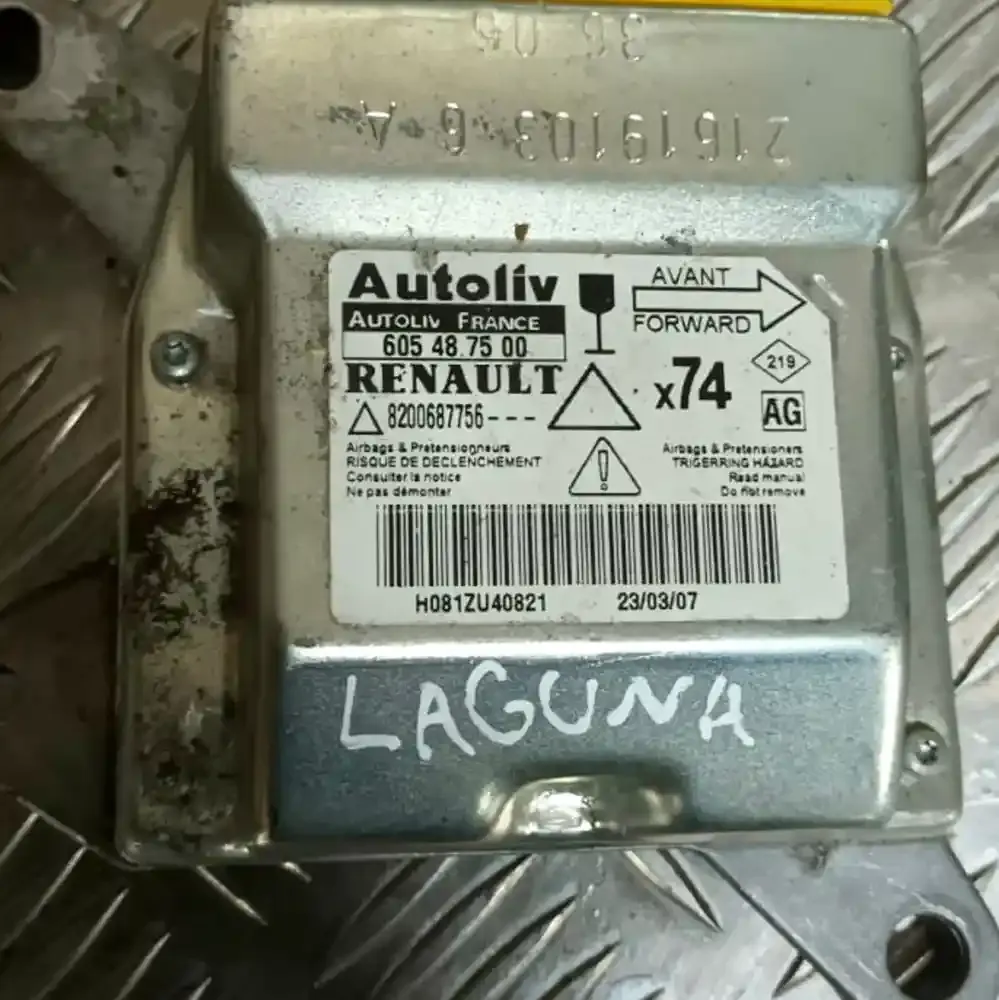 36 05
21619103 G A
Autoliv
AUTOLIV FRANCE
605 48 75 00
RENAULT
8200687756---
AVANT
FORWARD
x74
219
AG
Airbags & Pretensionneurs
RISQUE DE DECLENCHEMENT
Consulter la notice
Ne pas démonter
!
Airbags & Pretensioners
TRIGERRING HAZARD
Read manual
Do not remove
H081ZU40821 23/03/07
LAGUNA